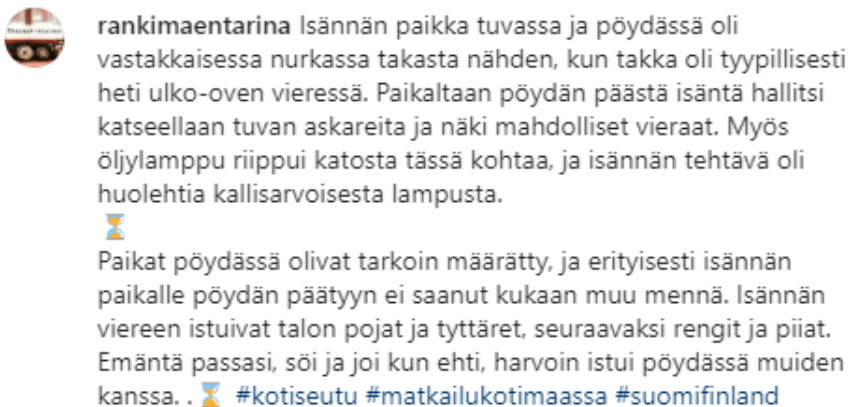 rankimaentarina Isännän paikka tuvassa ja pöydässä oli
vastakkaisessa nurkassa takasta nähden, kun takka oli tyypillisesti
heti ulko-oven vieressä. Paikaltaan pöydän päästä isäntä hallitsi
katseellaan tuvan askareita ja näki mahdolliset vieraat. Myös
öljylamppu riippui katosta tässä kohtaa, ja isännän tehtävä oli
huolehtia kallisarvoisesta lampusta.
⏳
Paikat pöydässä olivat tarkoin määrätty, ja erityisesti isännän
paikalle pöydän päätyyn ei saanut kukaan muu mennä. Isännän
viereen istuivat talon pojat ja tyttäret, seuraavaksi rengit ja piiat.
Emäntä passasi, söi ja joi kun ehti, harvoin istui pöydässä muiden
kanssa. . ⏳ #kotiseutu #matkailukotimaassa #suomifinland